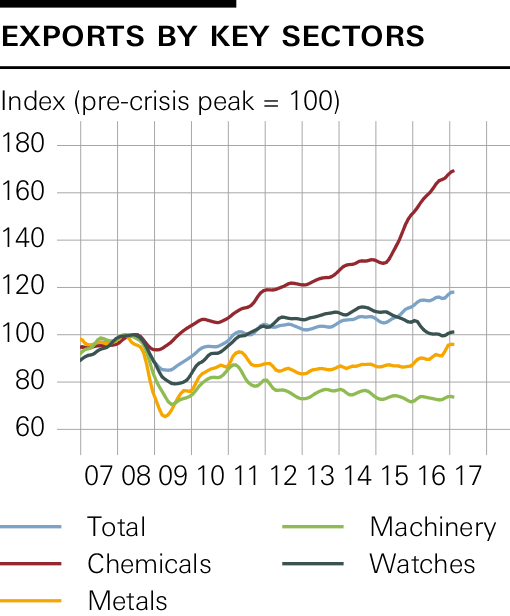 EXPORTS BY KEY SECTORS
Index (pre-crisis peak = 100)
180
160
140
120
100
80
60
07 08 09 10 11 12 13 14 15 16 17
Total Machinery
Chemicals Watches
Metals